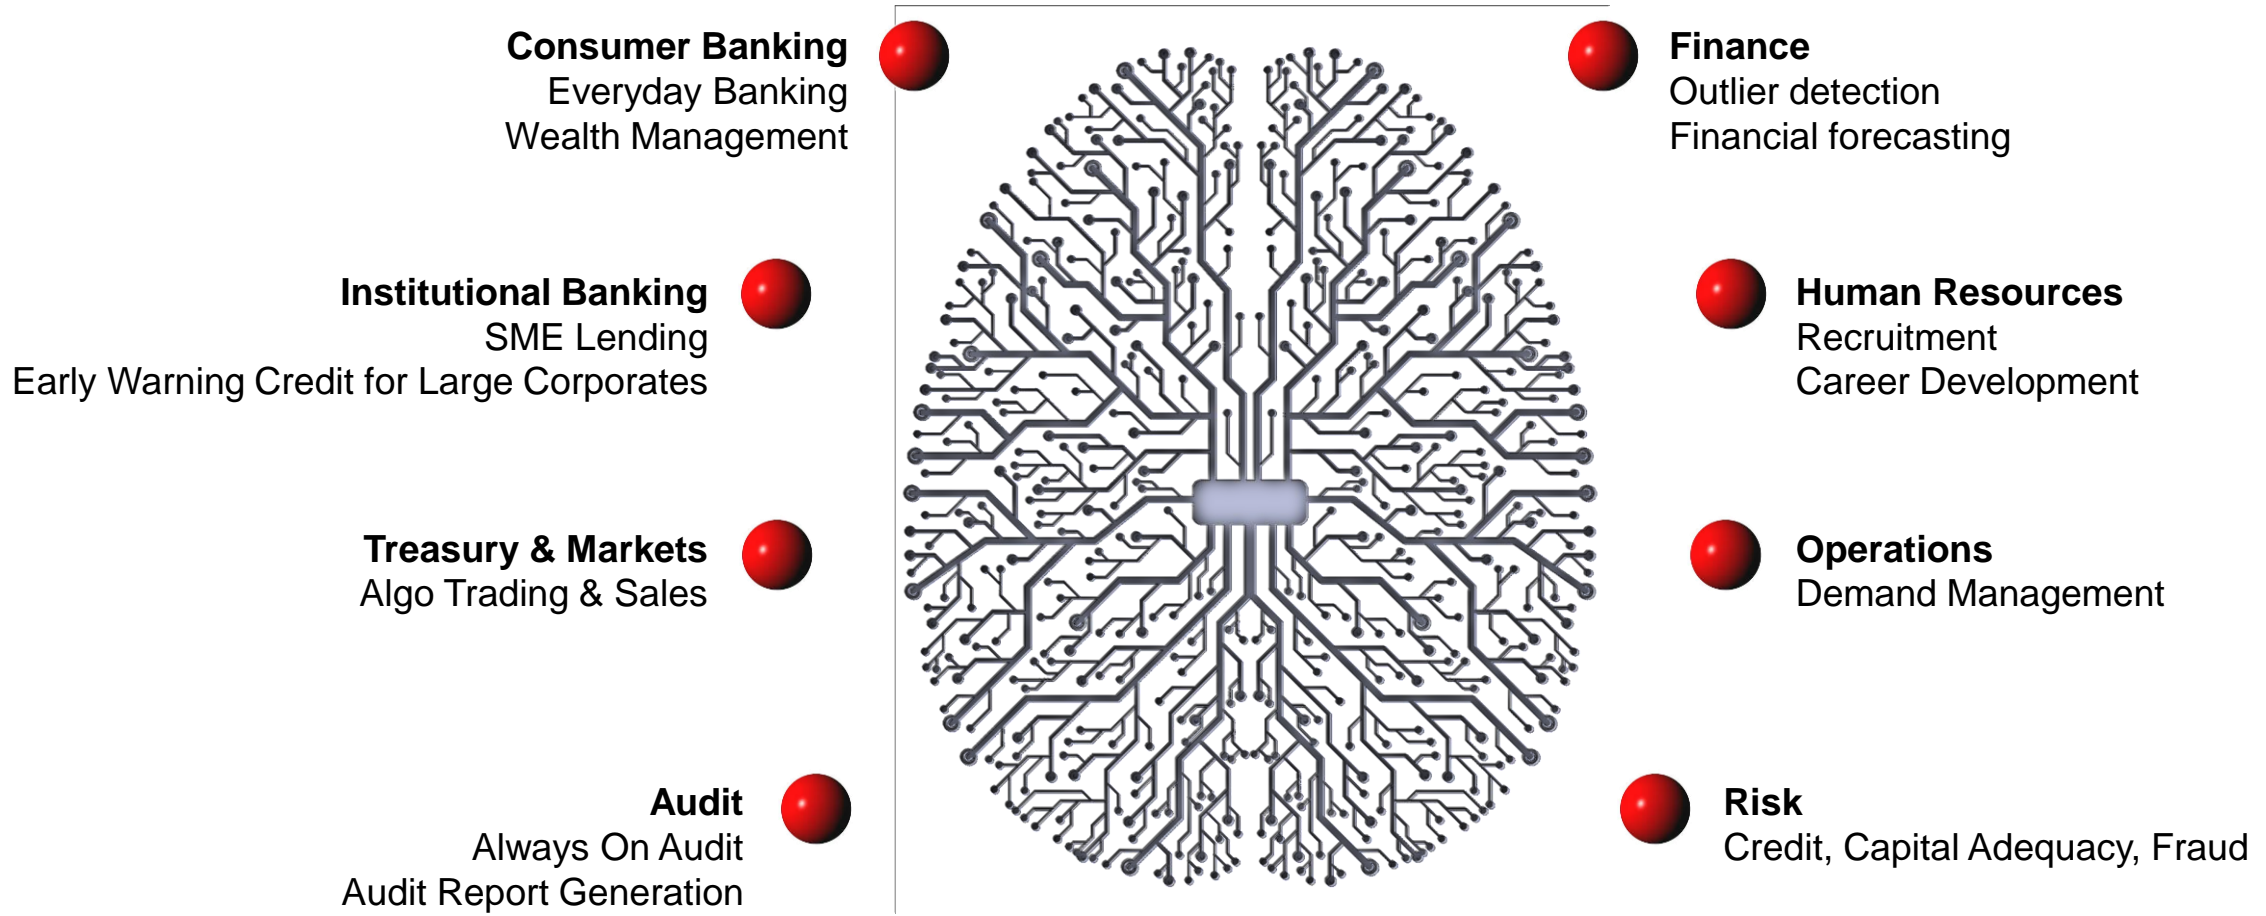 Consumer Banking
Everyday Banking
Wealth Management
Institutional Banking
SME Lending
Early Warning Credit for Large Corporates
Treasury & Markets
Algo Trading & Sales
Audit
Always On Audit
Audit Report Generation
Finance
Outlier detection
Financial forecasting
Human Resources
Recruitment
Career Development
Operations
Demand Management
Risk
Credit, Capital Adequacy, Fraud